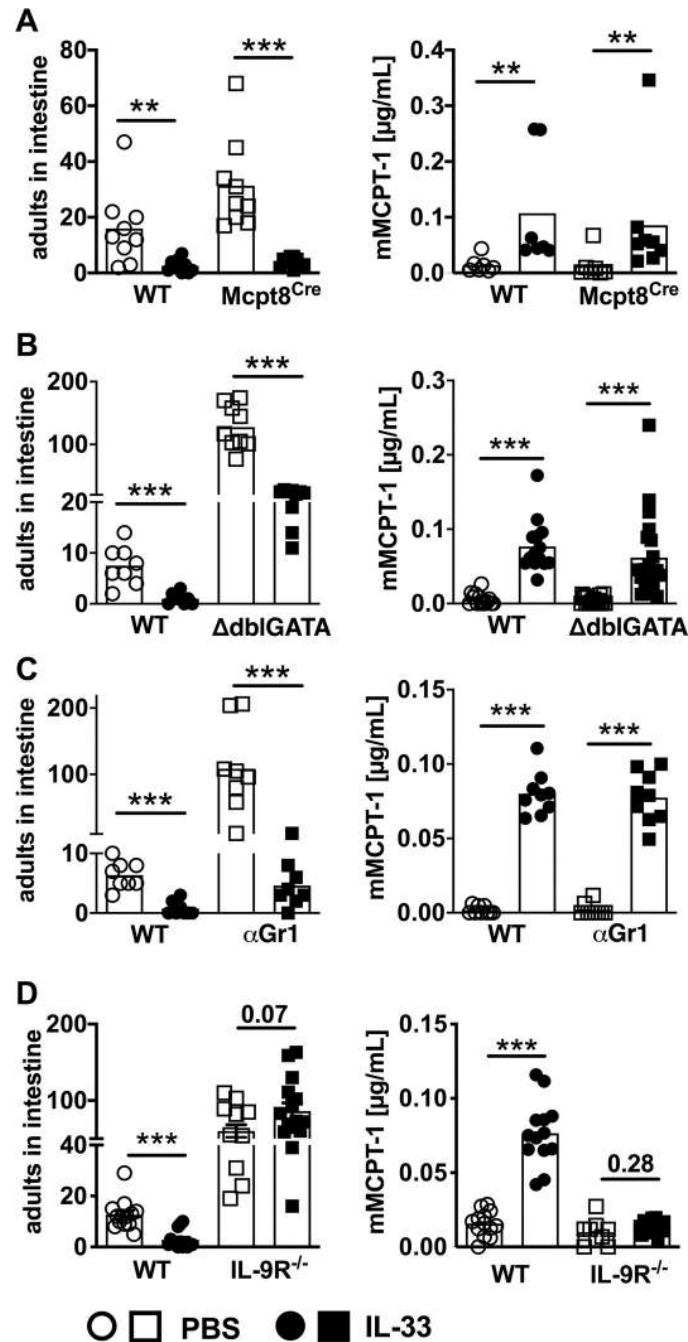 A
adults in intestine
80
60
40
20
0
**
***
WT
Mcpt8Cre
mMCPT-1 [µg/mL]
0.4
0.3
0.2
0.1
0.0
**
**
WT
Mcpt8Cre
B
adults in intestine
200
100
20
10
0
***
***
WT
ΔdblGATA
mMCPT-1 [µg/mL]
0.3
0.2
0.1
0.0
***
***
WT
ΔdblGATA
C
adults in intestine
200
100
10
0
***
***
WT
αGr1
mMCPT-1 [µg/mL]
0.15
0.10
0.05
0.00
***
***
WT
αGr1
D
adults in intestine
200
100
40
20
0
***
0.07
WT
IL-9R-/-
mMCPT-1 [µg/mL]
0.15
0.10
0.05
0.00
***
0.28
WT
IL-9R-/-
PBS
IL-33